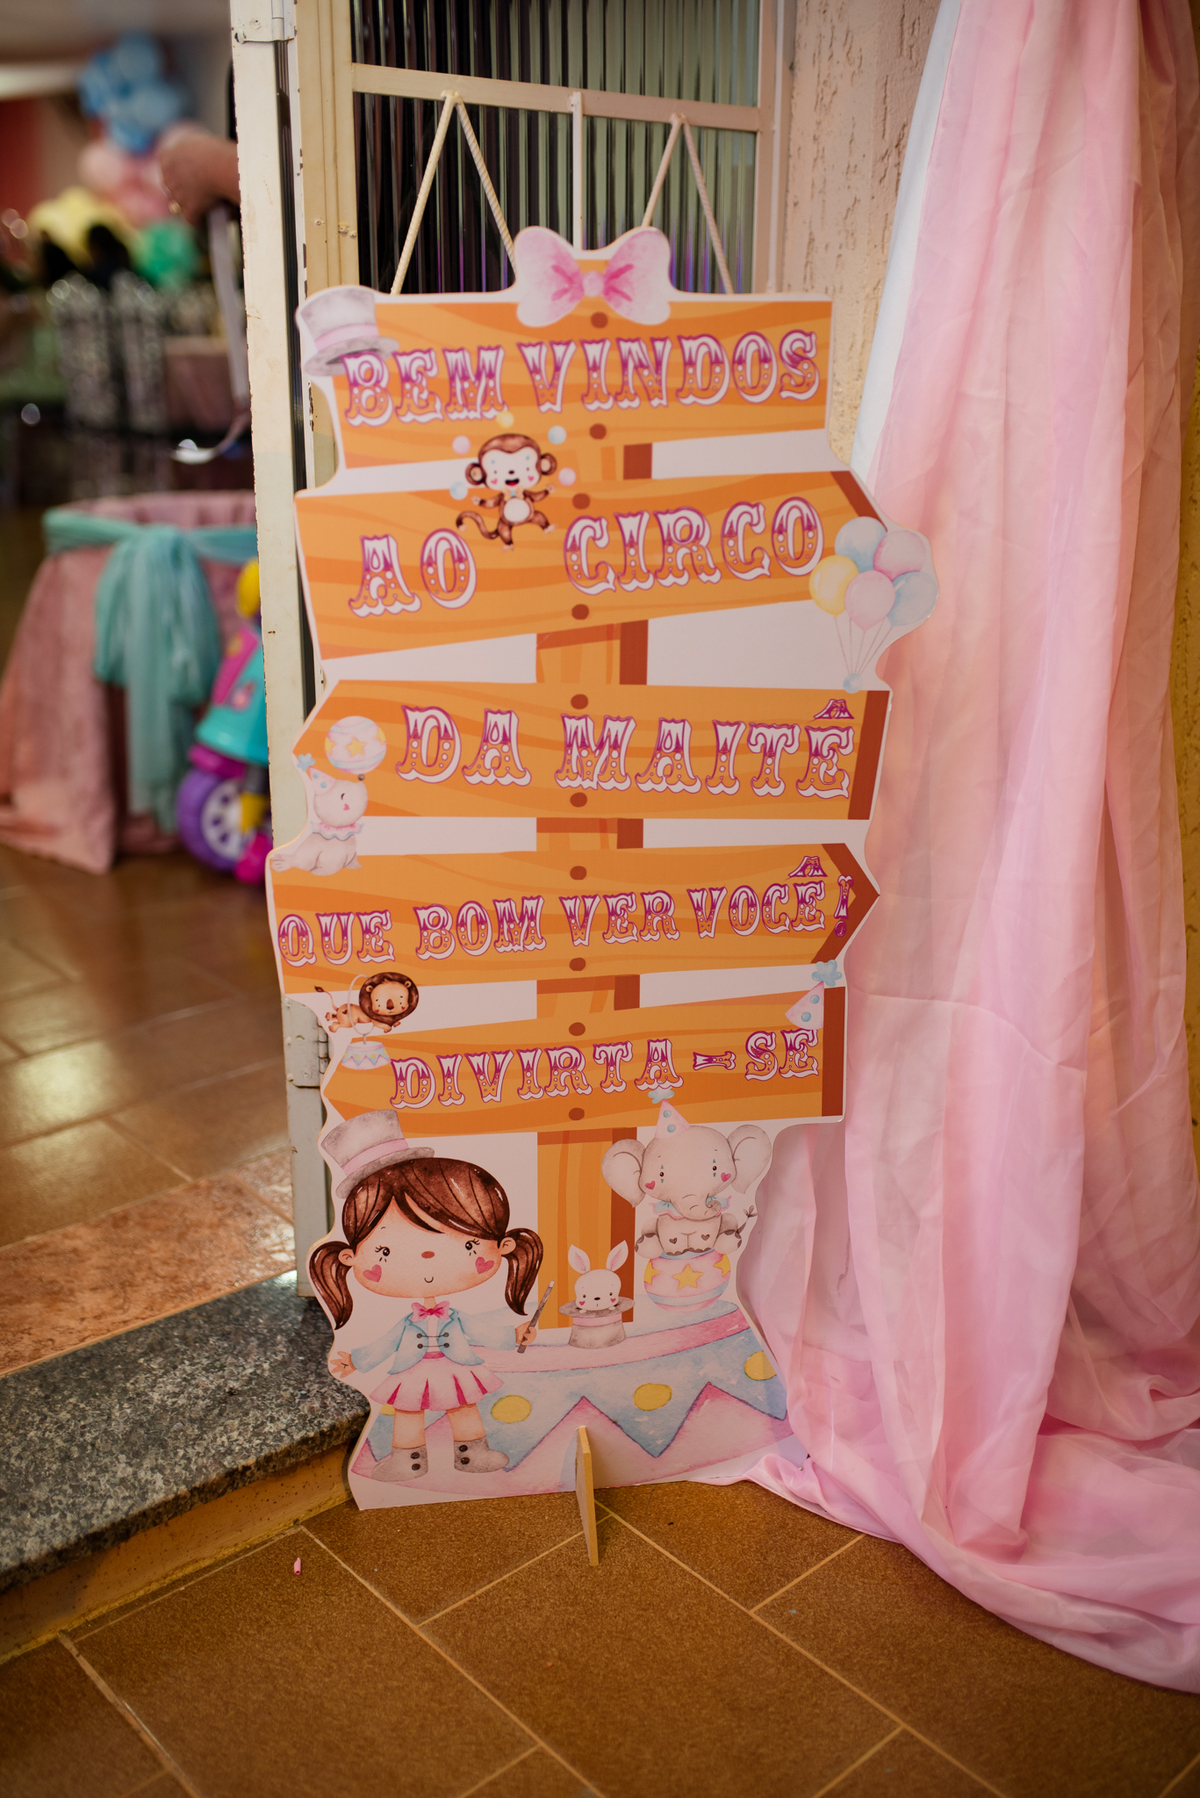 BEM VINDOS
AO CIRCO
DA MAITÊ
QUE BOM VER VOCÊ!
DIVIRTA-SE